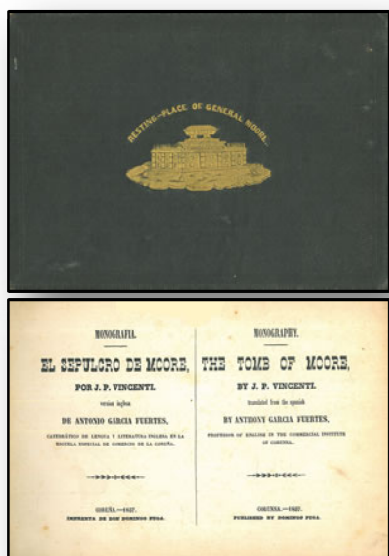 RESTING-PLACE OF GENERAL MOORE.
MONOGRAFIA.
EL SEPULCRO DE MOORE,
POR J. P. VINCENTI.
version inglesa
DE ANTONIO GARCIA FUERTES,
CATEDRÁTICO DE LENGUA Y LITERATURA INGLESA EN LA
ESCUELA ESPECIAL DE COMERCIO DE LA CORUÑA.
CORUÑA.—1857.
IMPRENTA DE DON DOMINGO PUGA.
MONOGRAPHY.
THE TOMB OF MOORE,
BY J. P. VINCENTI.
translated from the spanish
BY ANTHONY GARCIA FUERTES,
PROFESSOR OF ENGLISH IN THE COMMERCIAL INSTITUTE
OF CORUNNA.
CORUNNA.—1857.
PUBLISHED BY DOMINGO PUGA.